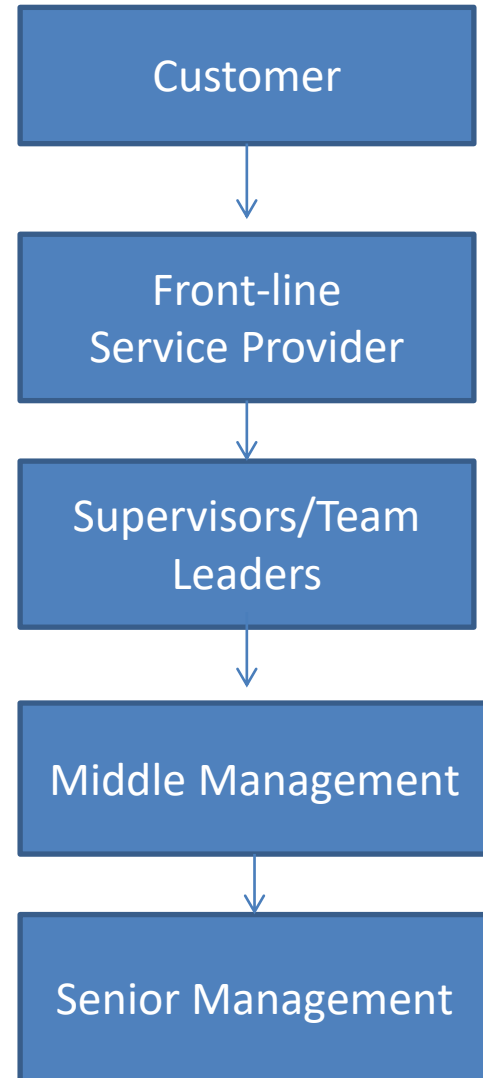 Customer
Front-line
Service Provider
Supervisors/Team
Leaders
Middle Management
Senior Management